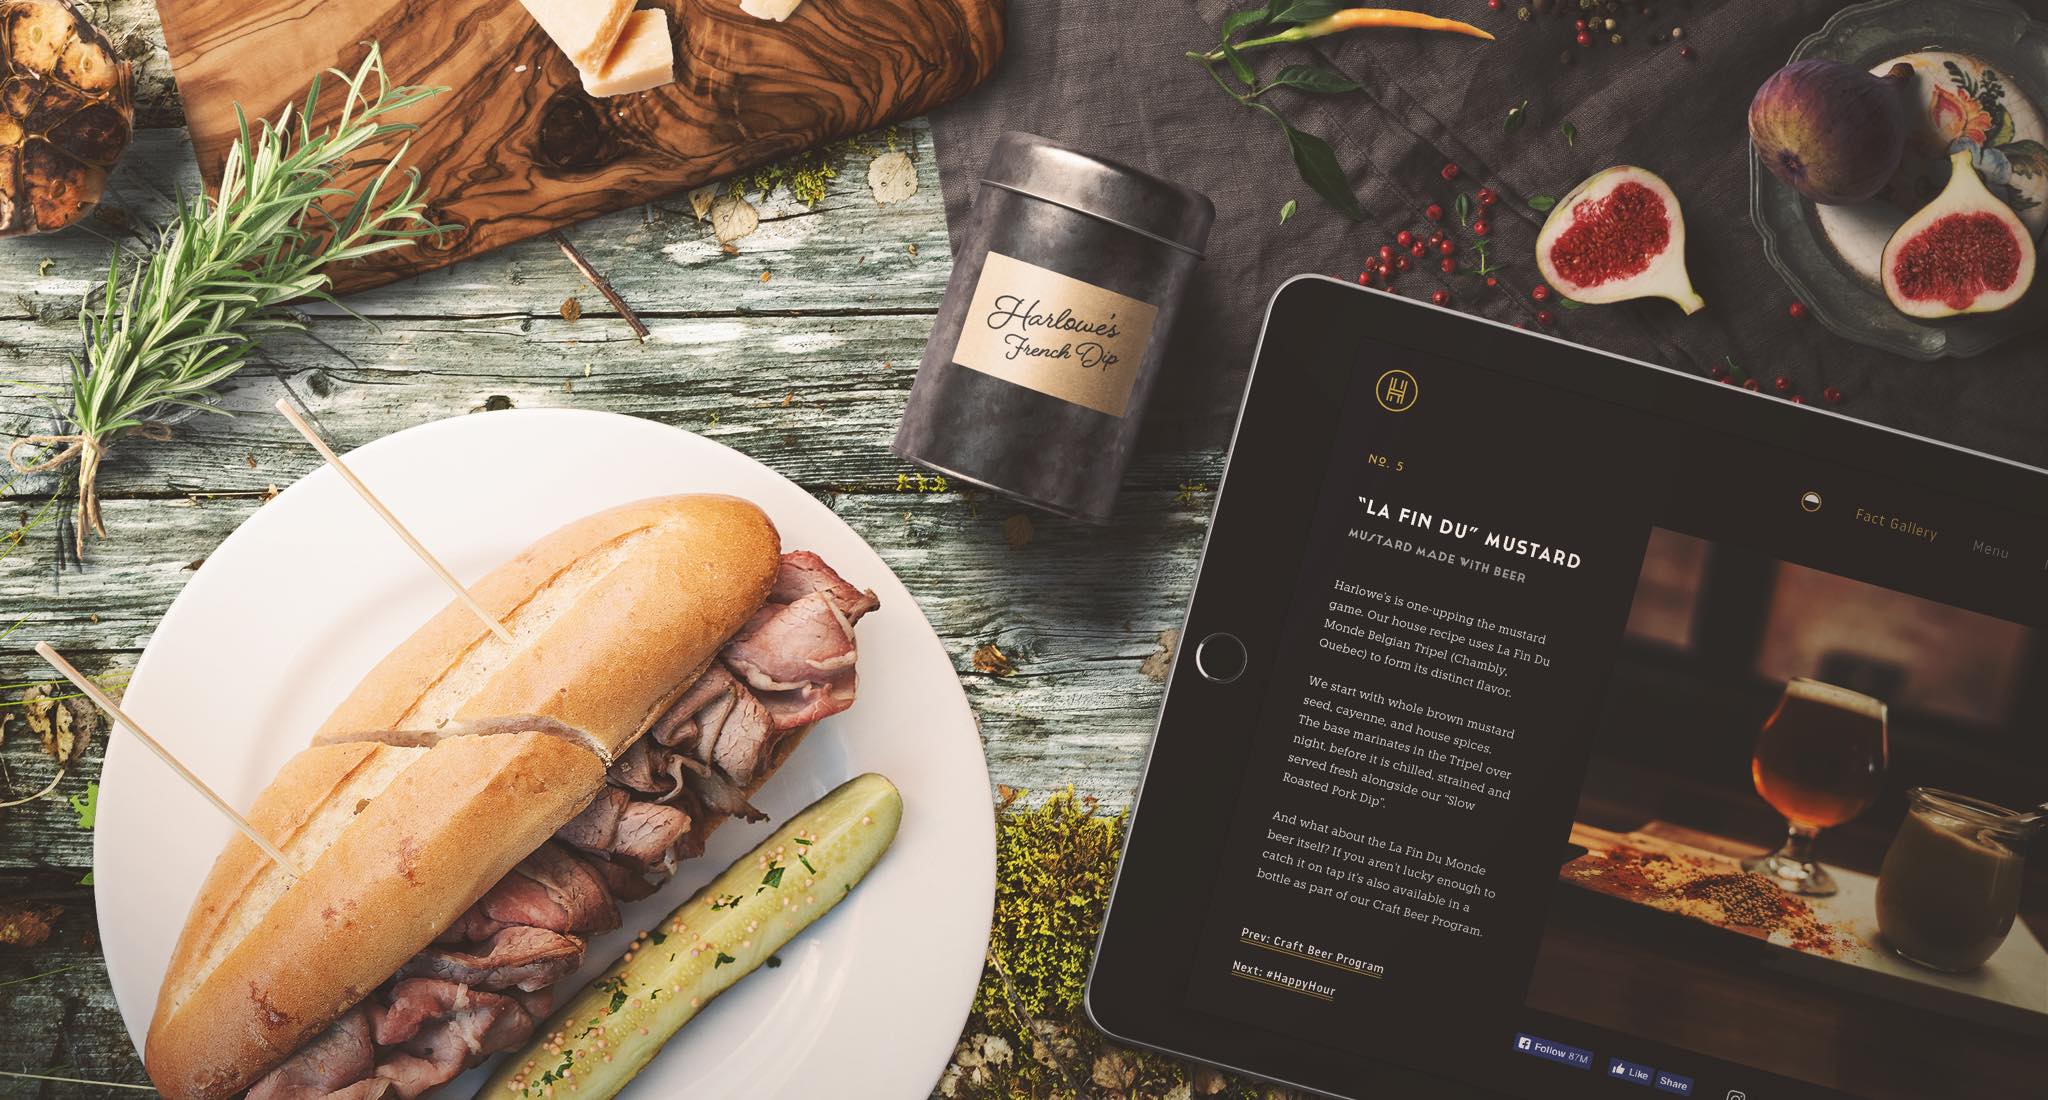 Harlowe's
French Dip
No. 5
"LA FIN DU" MUSTARD
MUSTARD MADE WITH BEER
Fact Gallery
Menu
Harlowe's is one-upping the mustard
game. Our house recipe uses La Fin Du
Monde Belgian Tripel (Chambly,
Quebec) to form its distinct flavor.
We start with whole brown mustard
seed, cayenne, and house spices.
The base marinates in the Tripel over
night, before it is chilled, strained and
served fresh alongside our "Slow
Roasted Pork Dip".
And what about the La Fin Du Monde
beer itself? If you aren't lucky enough to
catch it on tap it's also available in a
bottle as part of our Craft Beer Program.
Prev: Craft Beer Program
Next: #HappyHour
Follow 87M
Like
Share